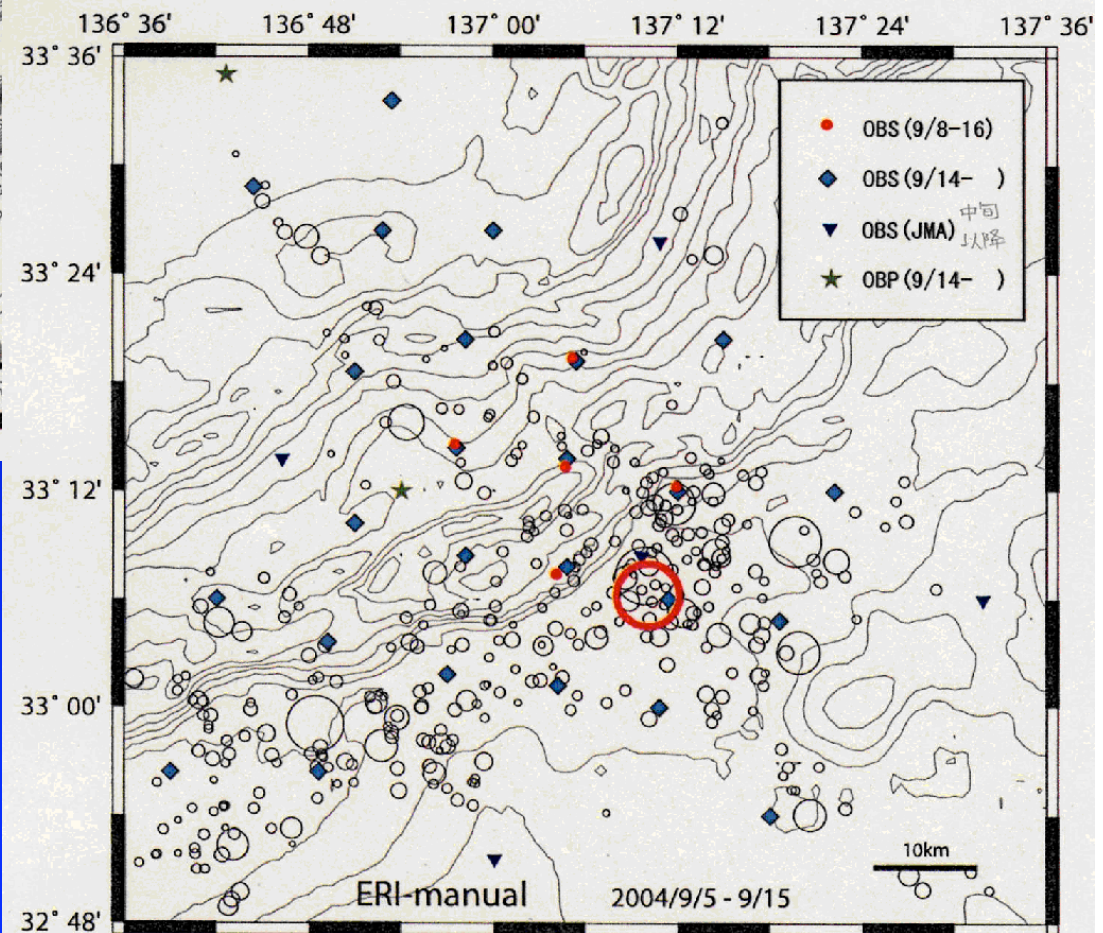 136° 36' 136° 48' 137° 00' 137° 12' 137° 24' 137° 36'
33° 36'
33° 24'
33° 12'
33° 00'
32° 48'
OBS(9/8-16)
OBS(9/14- )
中旬
OBS(JMA) 以降
OBP(9/14- )
10km
ERI-manual 2004/9/5 - 9/15